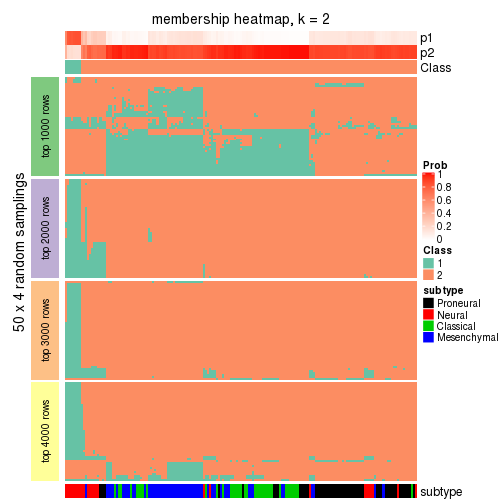 membership heatmap, k = 2
p1
p2
Class
50 x 4 random samplings
top 1000 rows
top 2000 rows
top 3000 rows
top 4000 rows
Prob
1
0.8
0.6
0.4
0.2
0
Class
1
2
subtype
Proneural
Neural
Classical
Mesenchymal
subtype